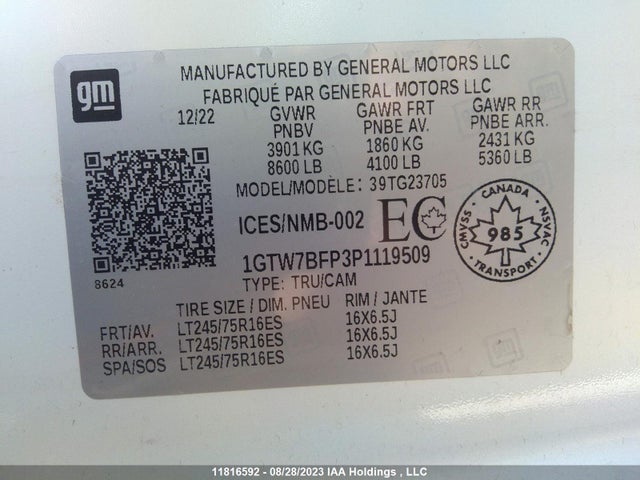 gm
MANUFACTURED BY GENERAL MOTORS LLC
FABRIQUÉ PAR GENERAL MOTORS LLC
12/22 GVWR GAWR FRT GAWR RR
PNBV PNBE AV. PNBE ARR.
3901 KG 1860 KG 2431 KG
8600 LB 4100 LB 5360 LB
MODEL/MODÈLE: 39TG23705
ICES/NMB-002 EC
CANADA
CMVSS 985 NSVAC
TRANSPORT
8624
1GTW7BFP3P1119509
TYPE: TRU/CAM
TIRE SIZE / DIM. PNEU RIM / JANTE
FRT/AV. LT245/75R16ES 16X6.5J
RR/ARR. LT245/75R16ES 16X6.5J
SPA/SOS LT245/75R16ES 16X6.5J
11816592 - 08/28/2023 IAA Holdings , LLC